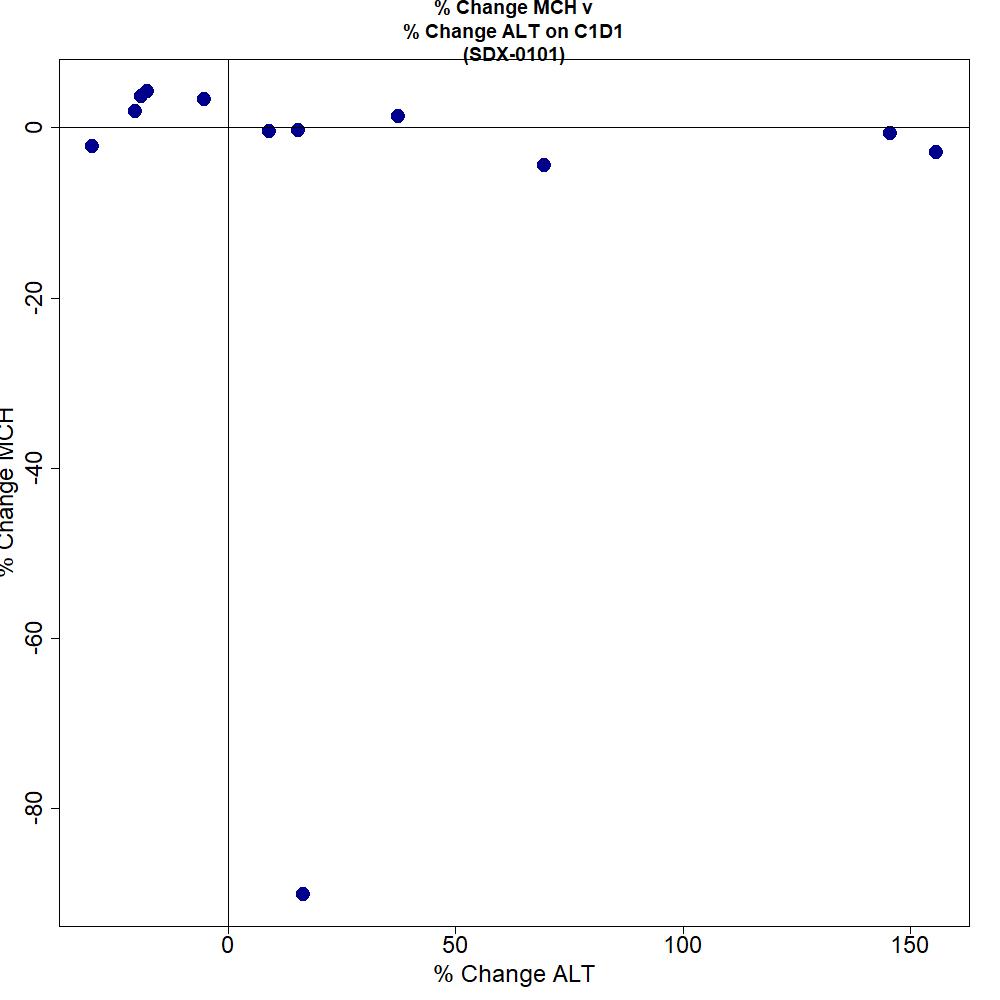 % Change MCH v
% Change ALT on C1D1
(SDX-0101)
0
-20
-40
-60
-80
% Change MCH
0
50
100
150
% Change ALT